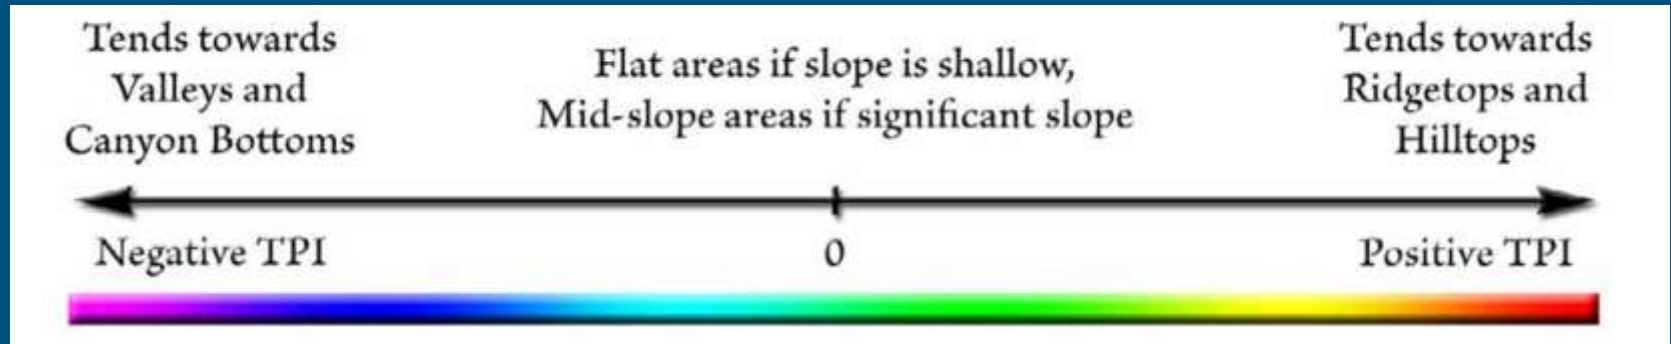 Tends towards
Valleys and
Canyon Bottoms
Flat areas if slope is shallow,
Mid-slope areas if significant slope
Tends towards
Ridgetops and
Hilltops
Negative TPI
0
Positive TPI